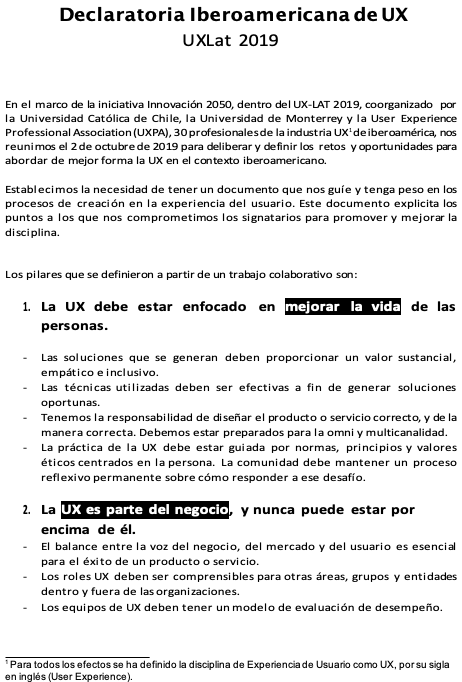 Declaratoria Iberoamericana de UX
UXLat 2019
En el marco de la iniciativa Innovación 2050, dentro del UX-LAT 2019, coorganizado por
la Universidad Católica de Chile, la Universidad de Monterrey y la User Experience
Professional Association (UXPA), 30 profesionales de la industria UX¹ de iberoamérica, nos
reunimos el 2 de octubre de 2019 para deliberar y definir los retos y oportunidades para
abordar de mejor forma la UX en el contexto iberoamericano.
Establecimos la necesidad de tener un documento que nos guíe y tenga peso en los
procesos de creación en la experiencia del usuario. Este documento explicita los
puntos a los que nos comprometimos los signatarios para promover y mejorar la
disciplina.
Los pilares que se definieron a partir de un trabajo colaborativo son:
1. La UX debe estar enfocado en mejorar la vida de las
personas.
- Las soluciones que se generan deben proporcionar un valor sustancial,
empático e inclusivo.
- Las técnicas utilizadas deben ser efectivas a fin de generar soluciones
oportunas.
- Tenemos la responsabilidad de diseñar el producto o servicio correcto, y de la
manera correcta. Debemos estar preparados para la omni y multicanalidad.
- La práctica de la UX debe estar guiada por normas, principios y valores
éticos centrados en la persona. La comunidad debe mantener un proceso
reflexivo permanente sobre cómo responder a ese desafío.
2. La UX es parte del negocio, y nunca puede estar por
encima de él.
- El balance entre la voz del negocio, del mercado y del usuario es esencial
para el éxito de un producto o servicio.
- Los roles UX deben ser comprensibles para otras áreas, grupos y entidades
dentro y fuera de las organizaciones.
- Los equipos de UX deben tener un modelo de evaluación de desempeño.
¹ Para todos los efectos se ha definido la disciplina de Experiencia de Usuario como UX, por su sigla
en inglés (User Experience).